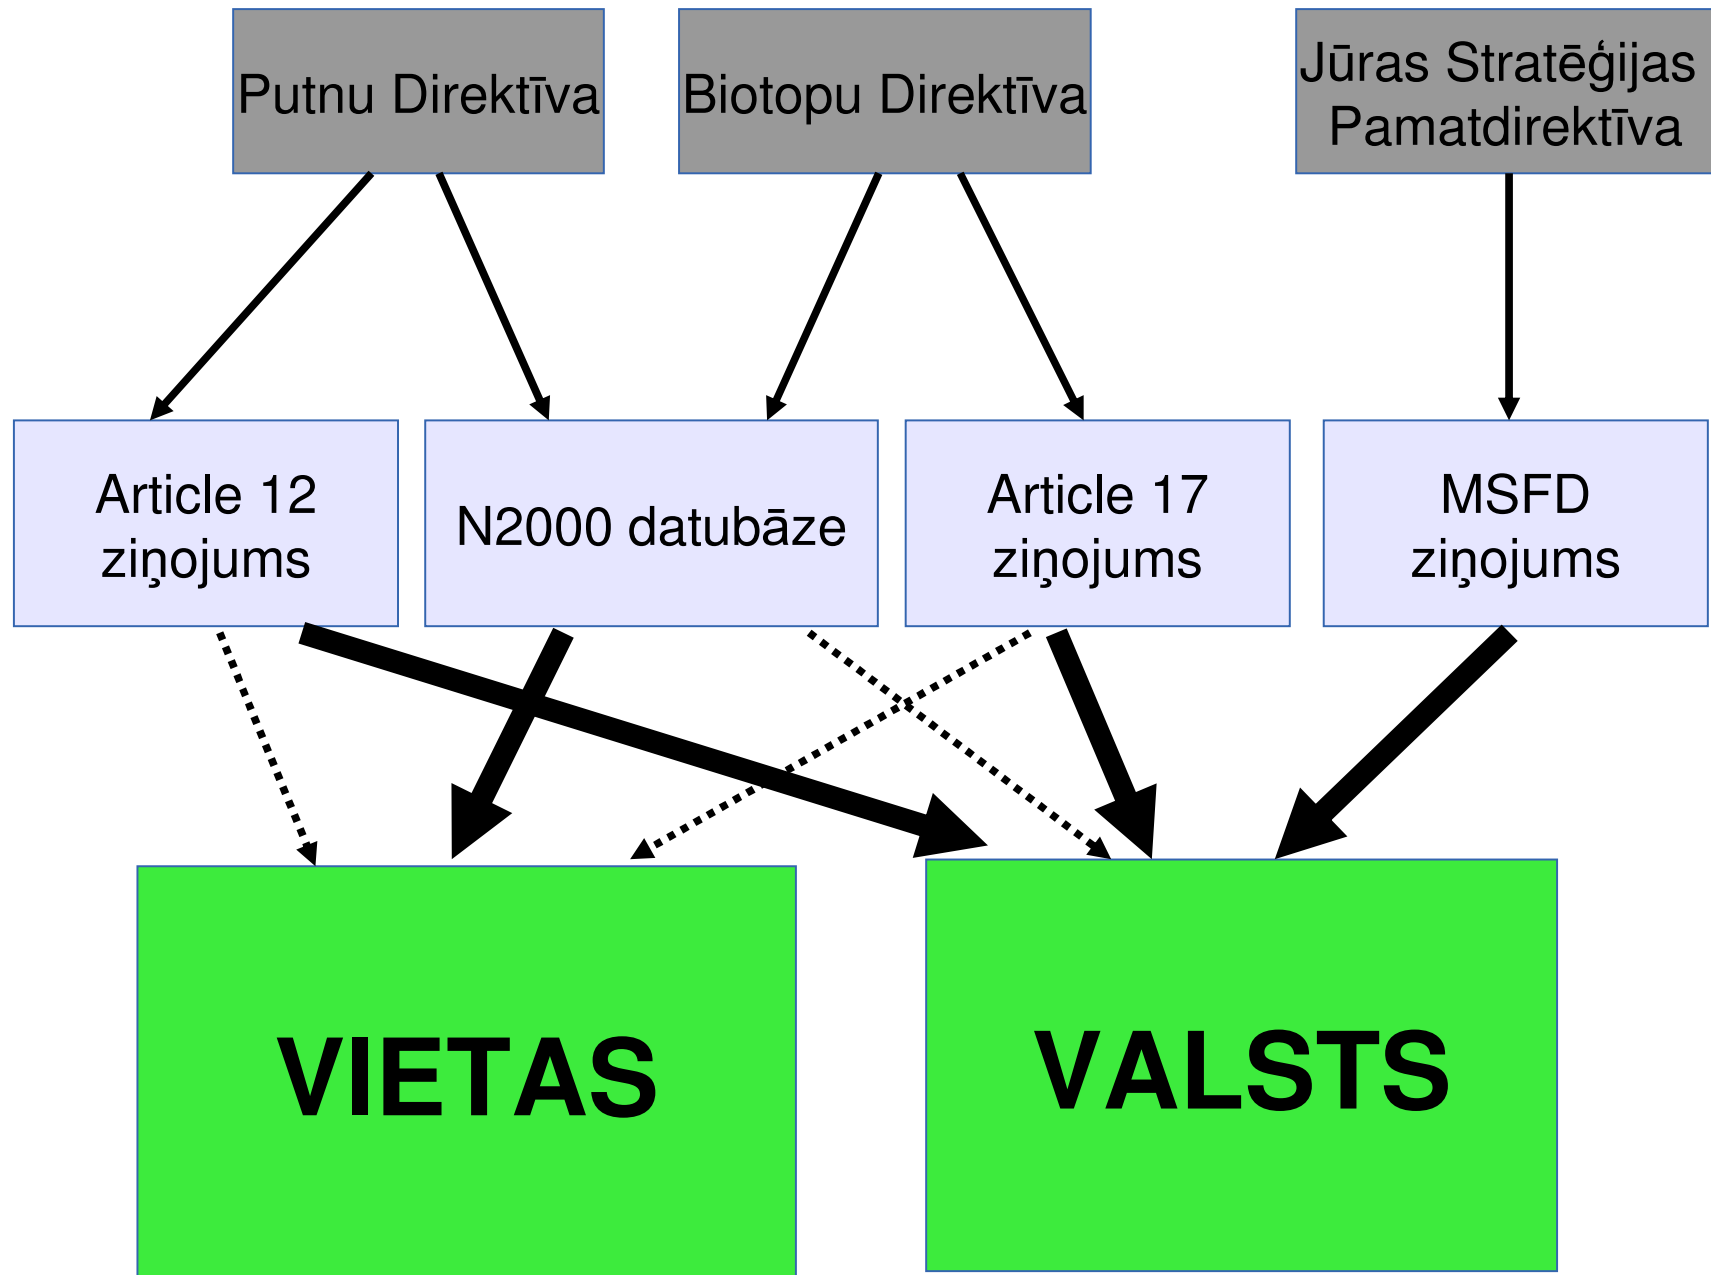 Putnu Direktīva
Biotopu Direktīva
Jūras Stratēģijas
Pamatdirektīva
Article 12
ziņojums
N2000 datubāze
Article 17
ziņojums
MSFD
ziņojums
VIETAS
VALSTS